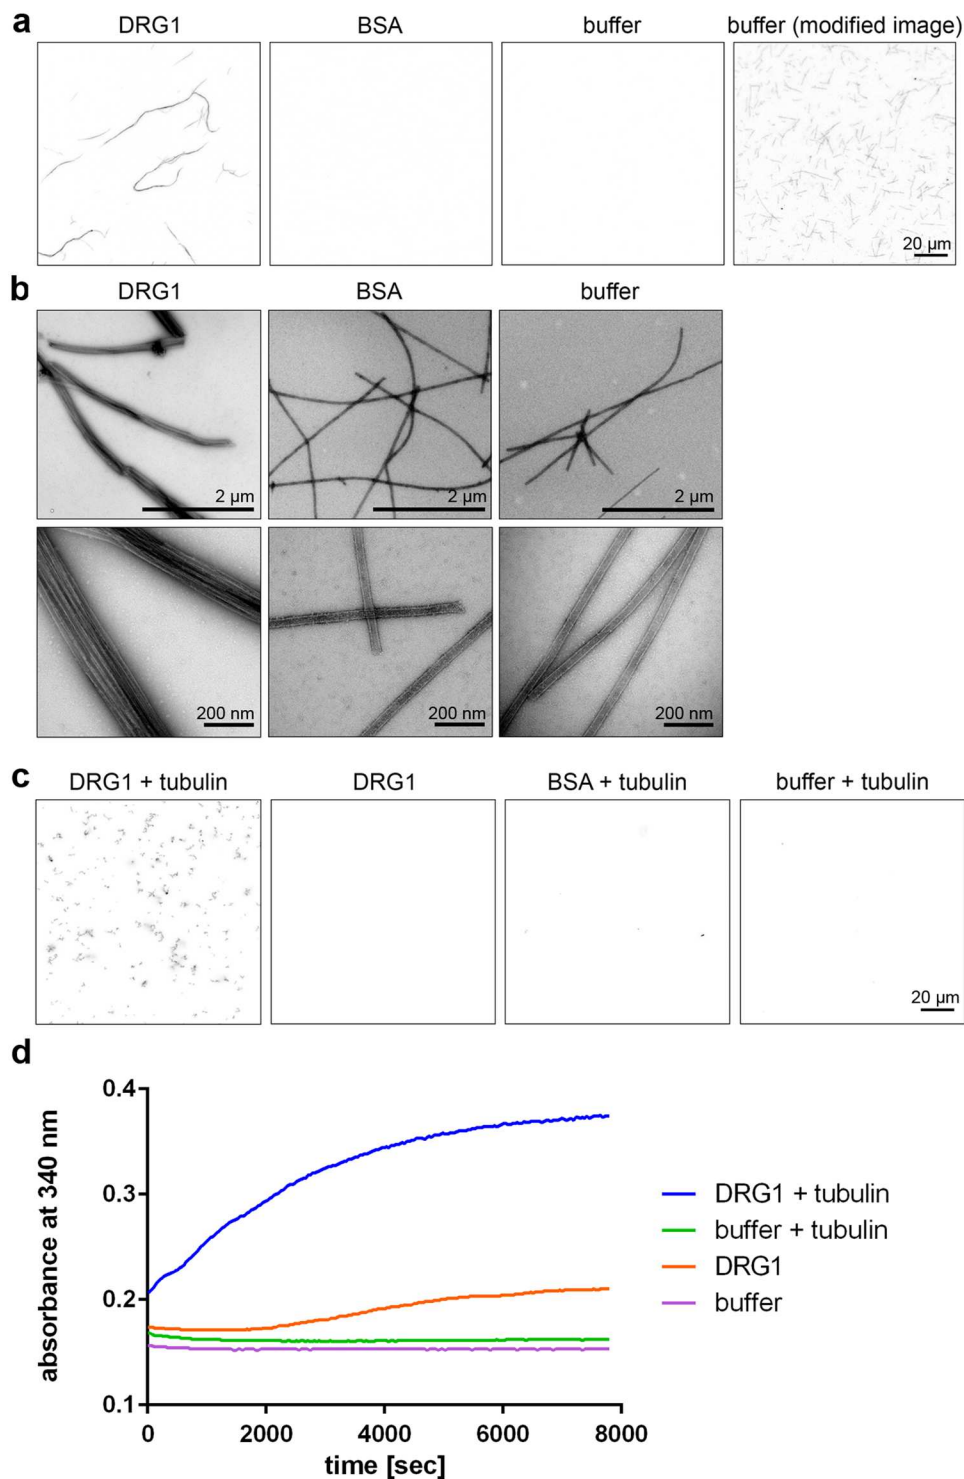 a
DRG1 BSA buffer buffer (modified image)
20 µm
b
DRG1 BSA buffer
2 µm 2 µm 2 µm
200 nm 200 nm 200 nm
c
DRG1 + tubulin DRG1 BSA + tubulin buffer + tubulin
20 µm
d
absorbance at 340 nm
0.4
0.3
0.2
0.1
0 2000 4000 6000 8000
time [sec]
DRG1 + tubulin
buffer + tubulin
DRG1
buffer